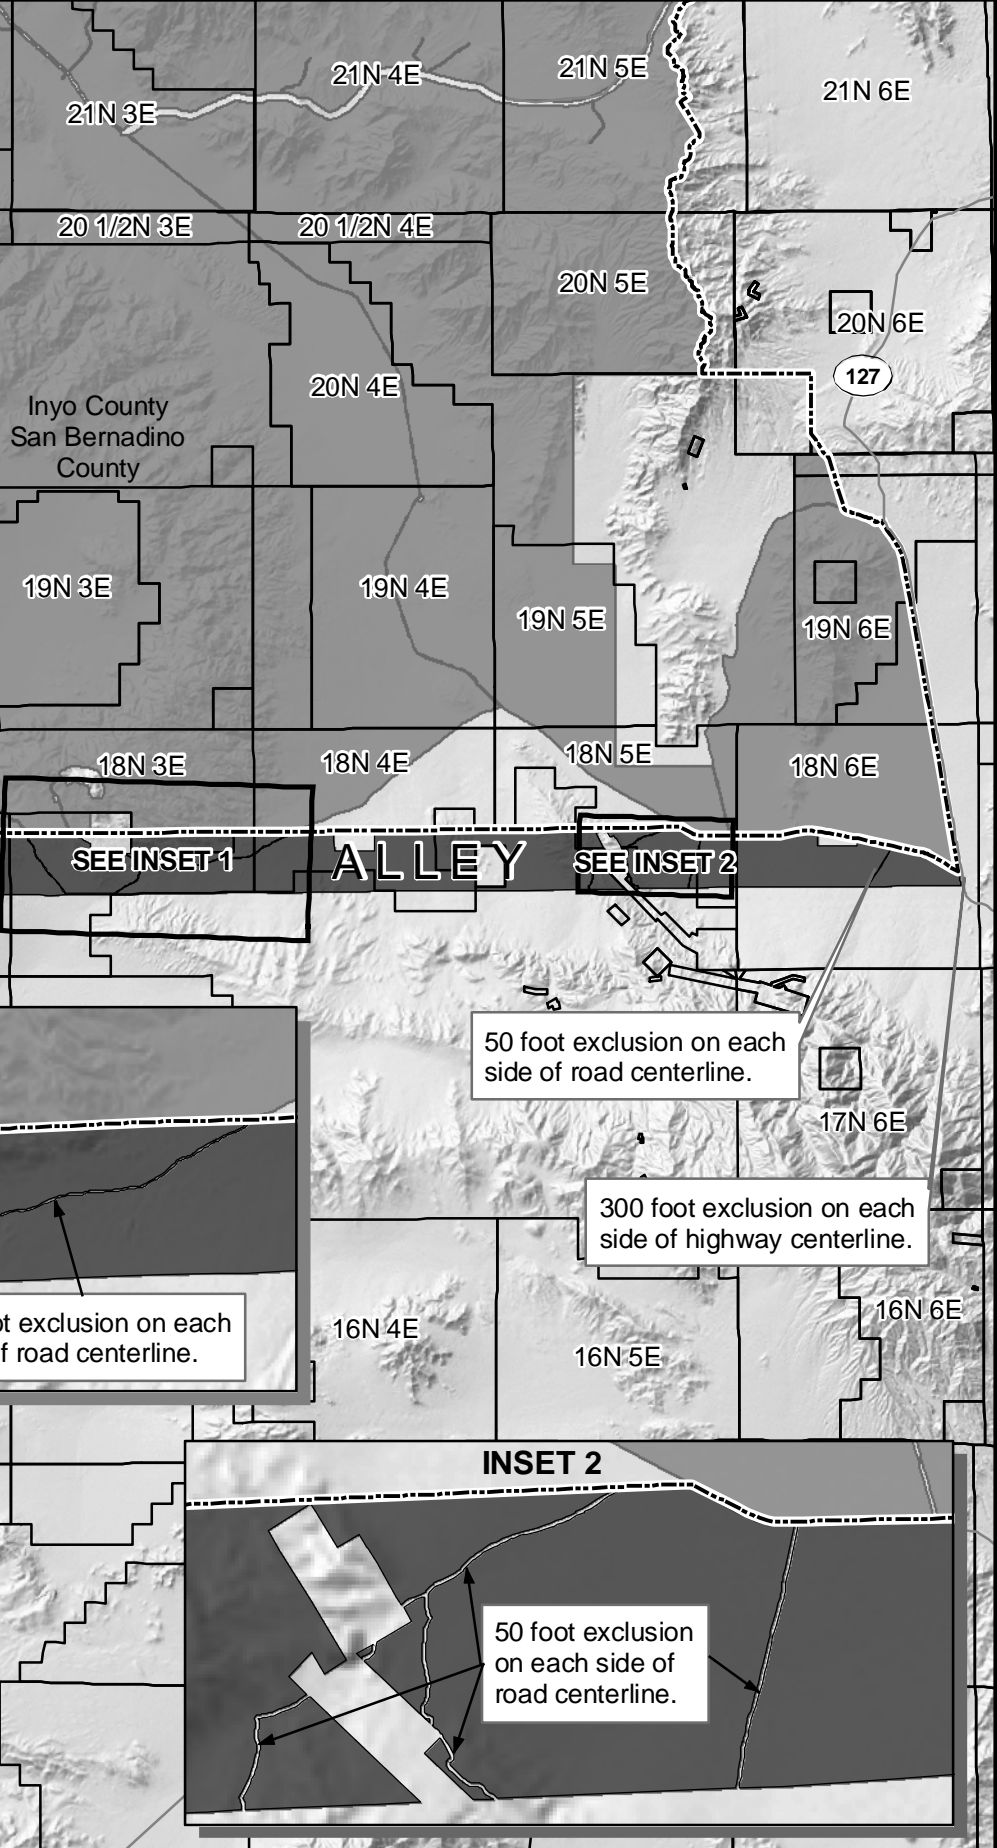 21N 4E
21N 5E
21N 6E
21N 3E
20 1/2N 3E
20 1/2N 4E
20N 5E
20N 6E
127
20N 4E
Inyo County
San Bernadino
County
19N 3E
19N 4E
19N 5E
19N 6E
18N 3E
18N 4E
18N 5E
18N 6E
SEE INSET 1
ALLEY
SEE INSET 2
50 foot exclusion on each
side of road centerline.
17N 6E
300 foot exclusion on each
side of highway centerline.
16N 6E
16N 4E
16N 5E
ot exclusion on each
f road centerline.
INSET 2
50 foot exclusion
on each side of
road centerline.